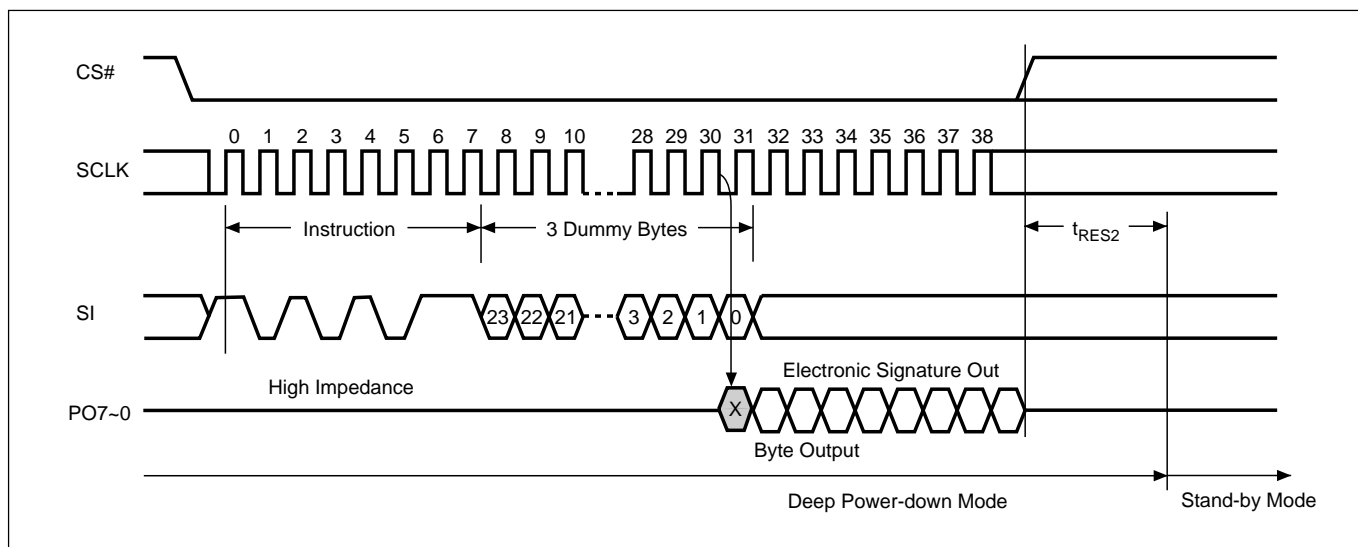 CS#
0 1 2 3 4 5 6 7 8 9 10 28 29 30 31 32 33 34 35 36 37 38
SCLK
Instruction
3 Dummy Bytes
tRES2
SI
23 22 21 3 2 1 0
High Impedance
Electronic Signature Out
PO7~0
X
Byte Output
Deep Power-down Mode
Stand-by Mode